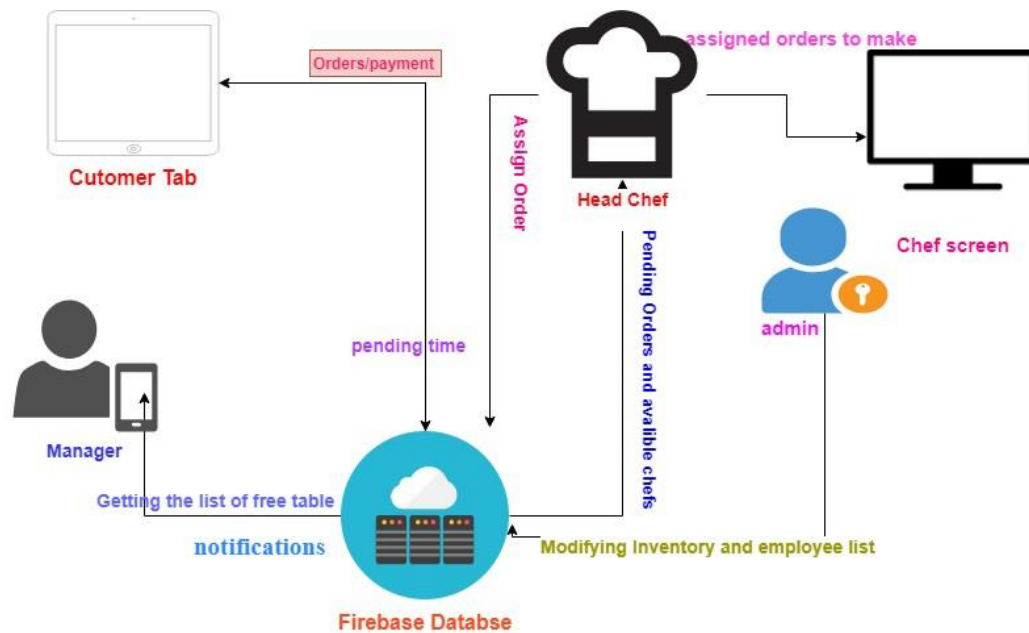 Orders/payment
assigned orders to make
Cutomer Tab
Assign Order
Head Chef
Chef screen
Pending Orders and avalible chefs
admin
pending time
Manager
Getting the list of free table
notifications
Modifying Inventory and employee list
Firebase Databse